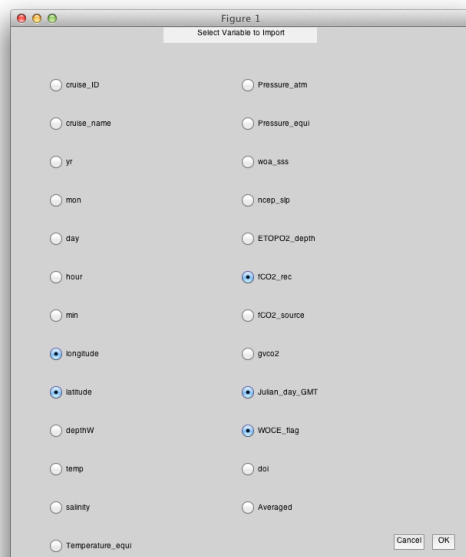 Figure 1
Select Variable to Import
cruise_ID
cruise_name
yr
mon
day
hour
min
longitude
latitude
depthW
temp
salinity
Temperature_equi
Pressure_atm
Pressure_equi
woa_sss
ncep_slp
ETOPO2_depth
fCO2_rec
fCO2_source
gvco2
Julian_day_GMT
WOCE_flag
doi
Averaged
Cancel OK